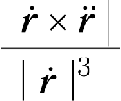 ṙ × r̈
| ṙ |³